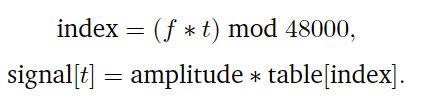 index = (f * t) mod 48000,
signal[t] = amplitude * table[index].